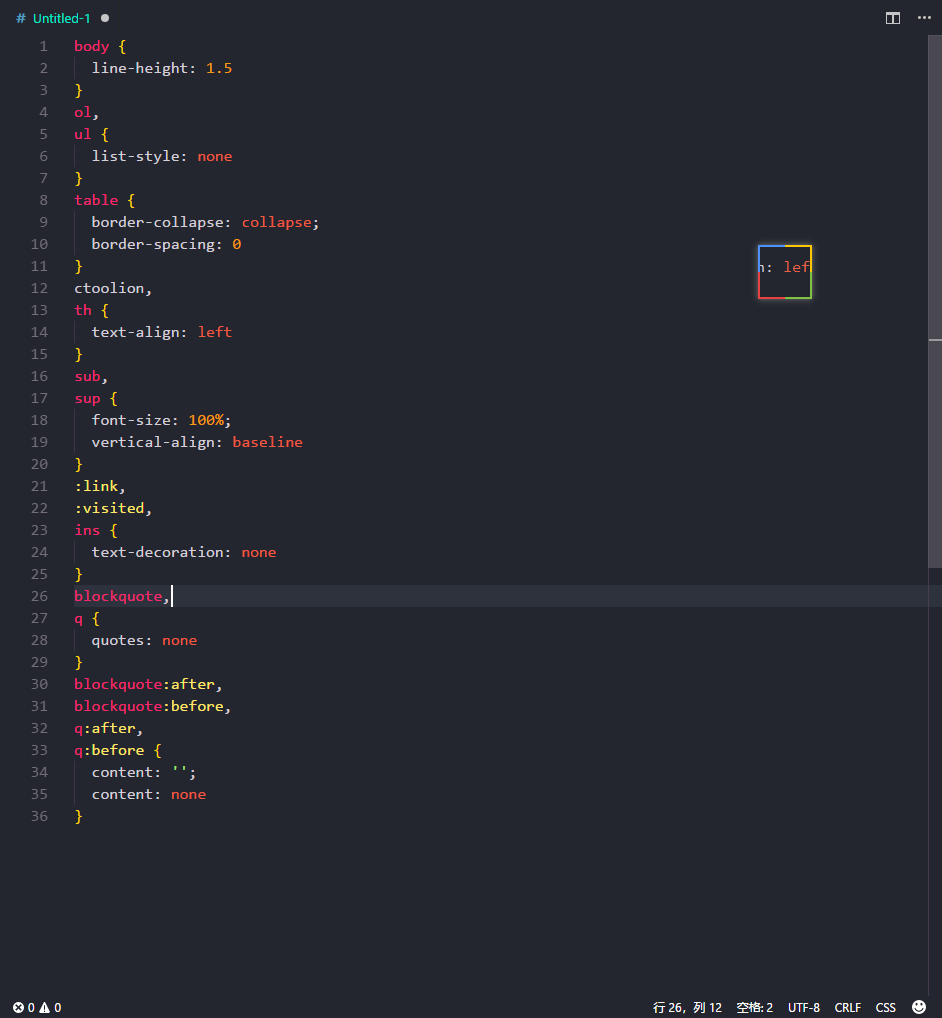 # Untitled-1 ●
1 body {
2 line-height: 1.5
3 }
4 ol,
5 ul {
6 list-style: none
7 }
8 table {
9 border-collapse: collapse;
10 border-spacing: 0
11 }
12 ctoolion,
13 th {
14 text-align: left
15 }
16 sub,
17 sup {
18 font-size: 100%;
19 vertical-align: baseline
20 }
21 :link,
22 :visited,
23 ins {
24 text-decoration: none
25 }
26 blockquote,
27 q {
28 quotes: none
29 }
30 blockquote:after,
31 blockquote:before,
32 q:after,
33 q:before {
34 content: '';
35 content: none
36 }
n: lef
0 0 行 26，列 12 空格: 2 UTF-8 CRLF CSS